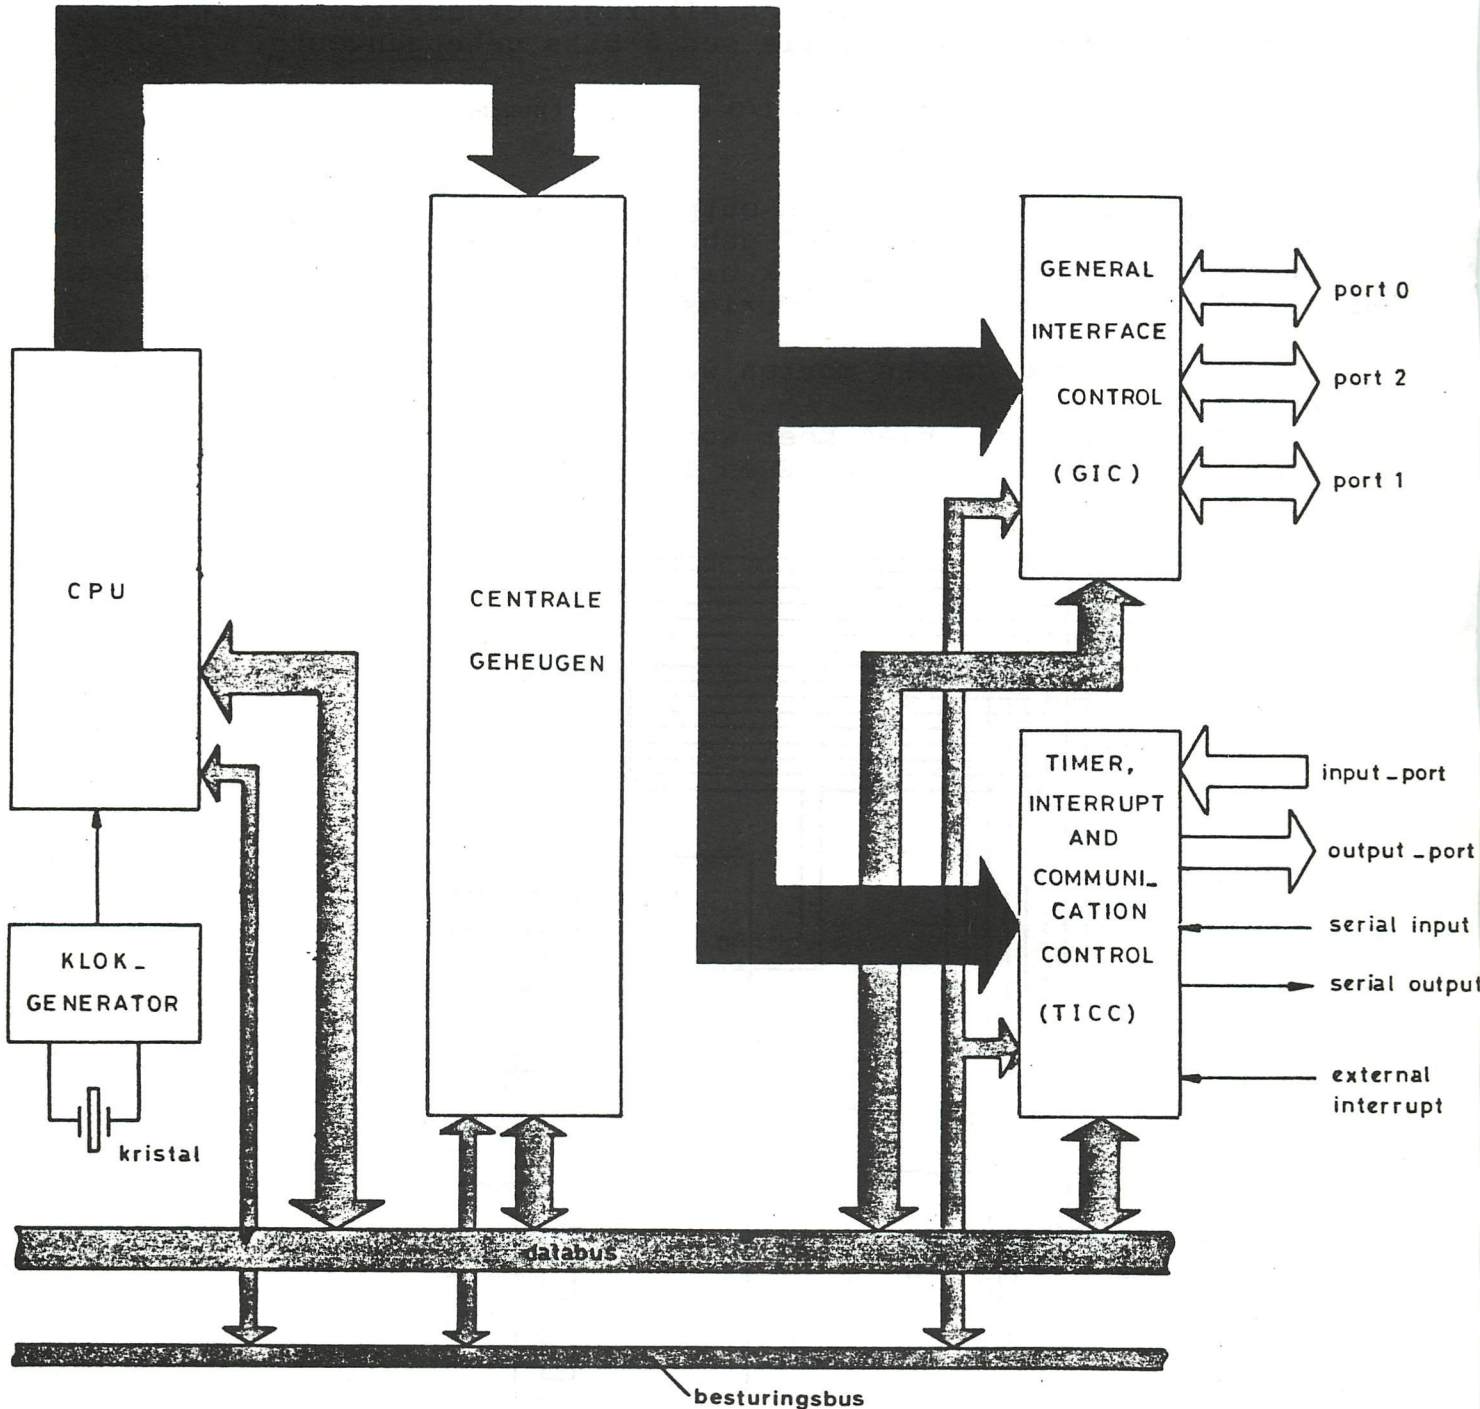 GENERAL
INTERFACE
CONTROL
(GIC)
port 0
port 2
port 1
CPU
CENTRALE
GEHEUGEN
TIMER,
INTERRUPT
AND
COMMUNI_
CATION
CONTROL
(TICC)
input_port
output_port
serial input
serial output
external
interrupt
KLOK_
GENERATOR
kristal
databus
besturingsbus